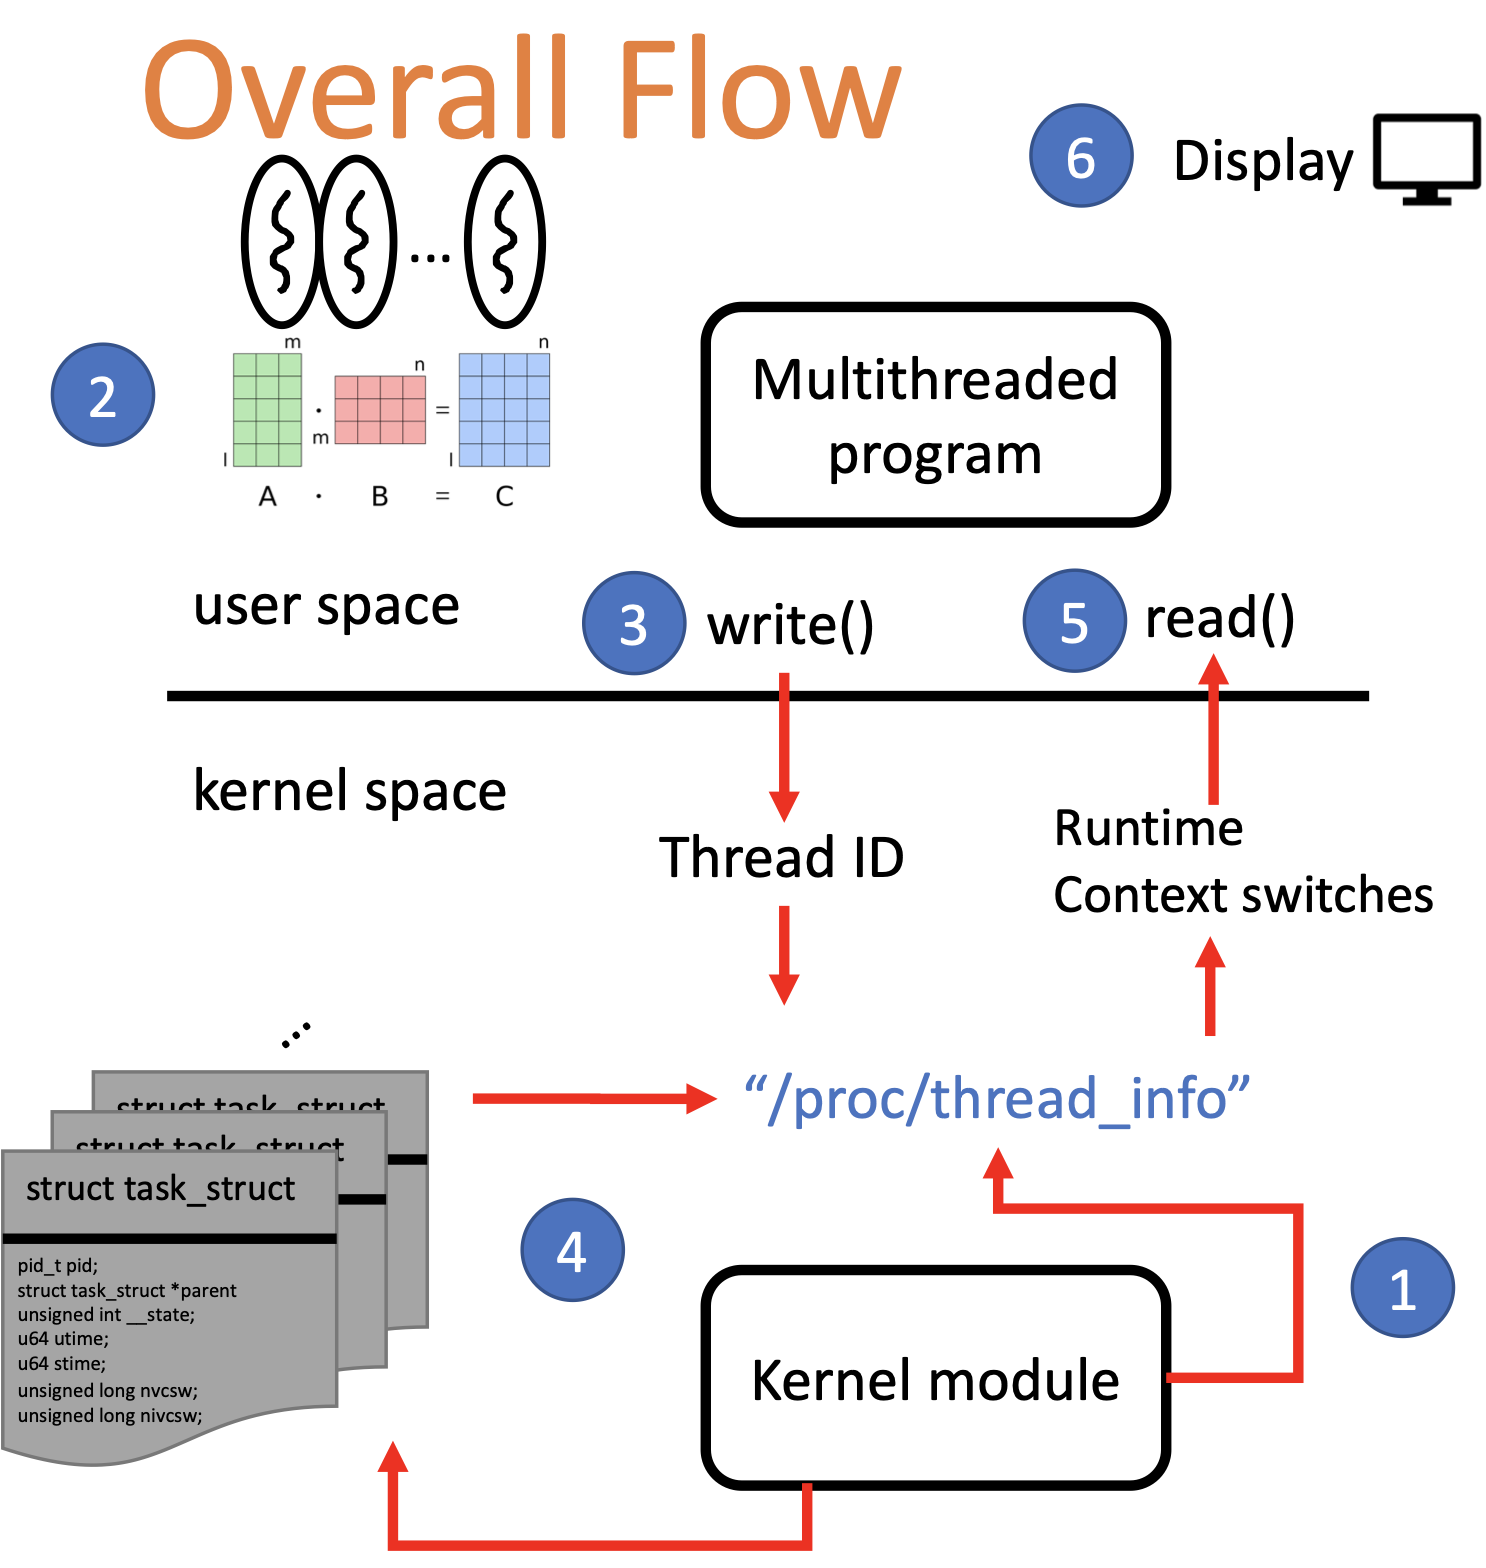 Overall Flow
6
Display
...
2
m
n
n
·
=
m
l
l
A · B = C
Multithreaded
program
user space
3
write()
5
read()
kernel space
Thread ID
Runtime
Context switches
...
“/proc/thread_info”
struct task_struct
struct task_struct
struct task_struct
pid_t pid;
struct task_struct *parent
unsigned int __state;
u64 utime;
u64 stime;
unsigned long nvcsw;
unsigned long nivcsw;
4
1
Kernel module